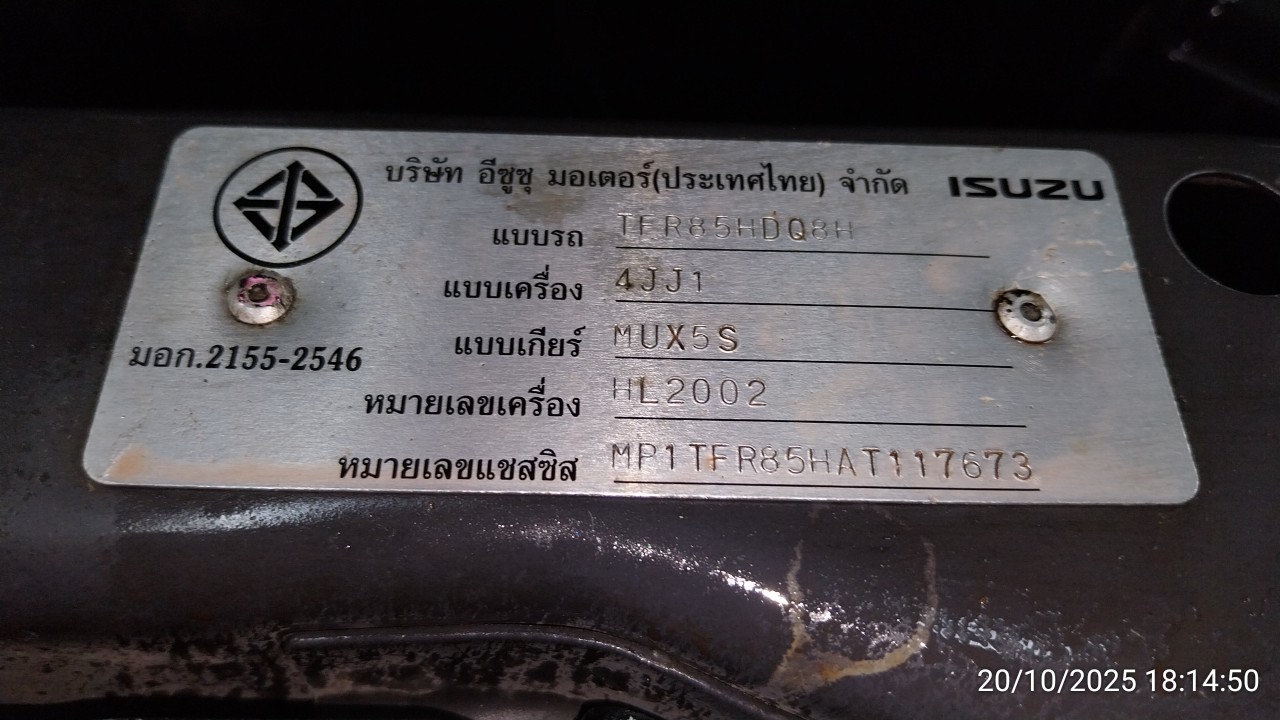 บริษัท อีซูซุ มอเตอร์(ประเทศไทย) จำกัด ISUZU
แบบรถ TFR85HDQ8H
แบบเครื่อง 4JJ1
แบบเกียร์ MUX5S
มอก.2155-2546
หมายเลขเครื่อง HL2002
หมายเลขแชสซิส MP1TFR85HAT117673
20/10/2025 18:14:50